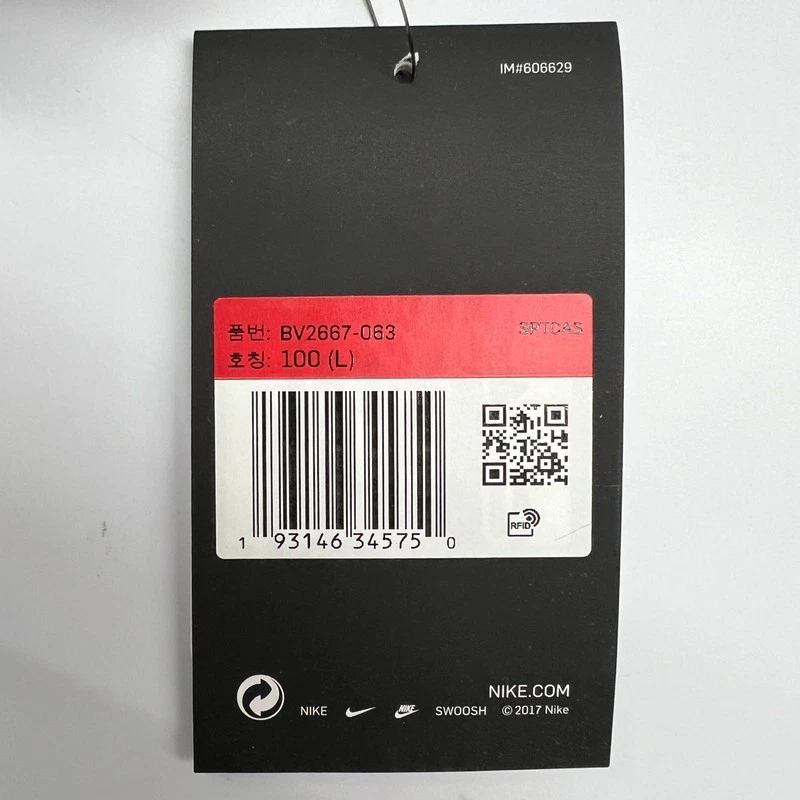 IM#606629
품번: BV2667-063 SPTCAS
호칭: 100 (L)
RFID
1 93146 34575 0
NIKE.COM
NIKE NIKE SWOOSH © 2017 Nike